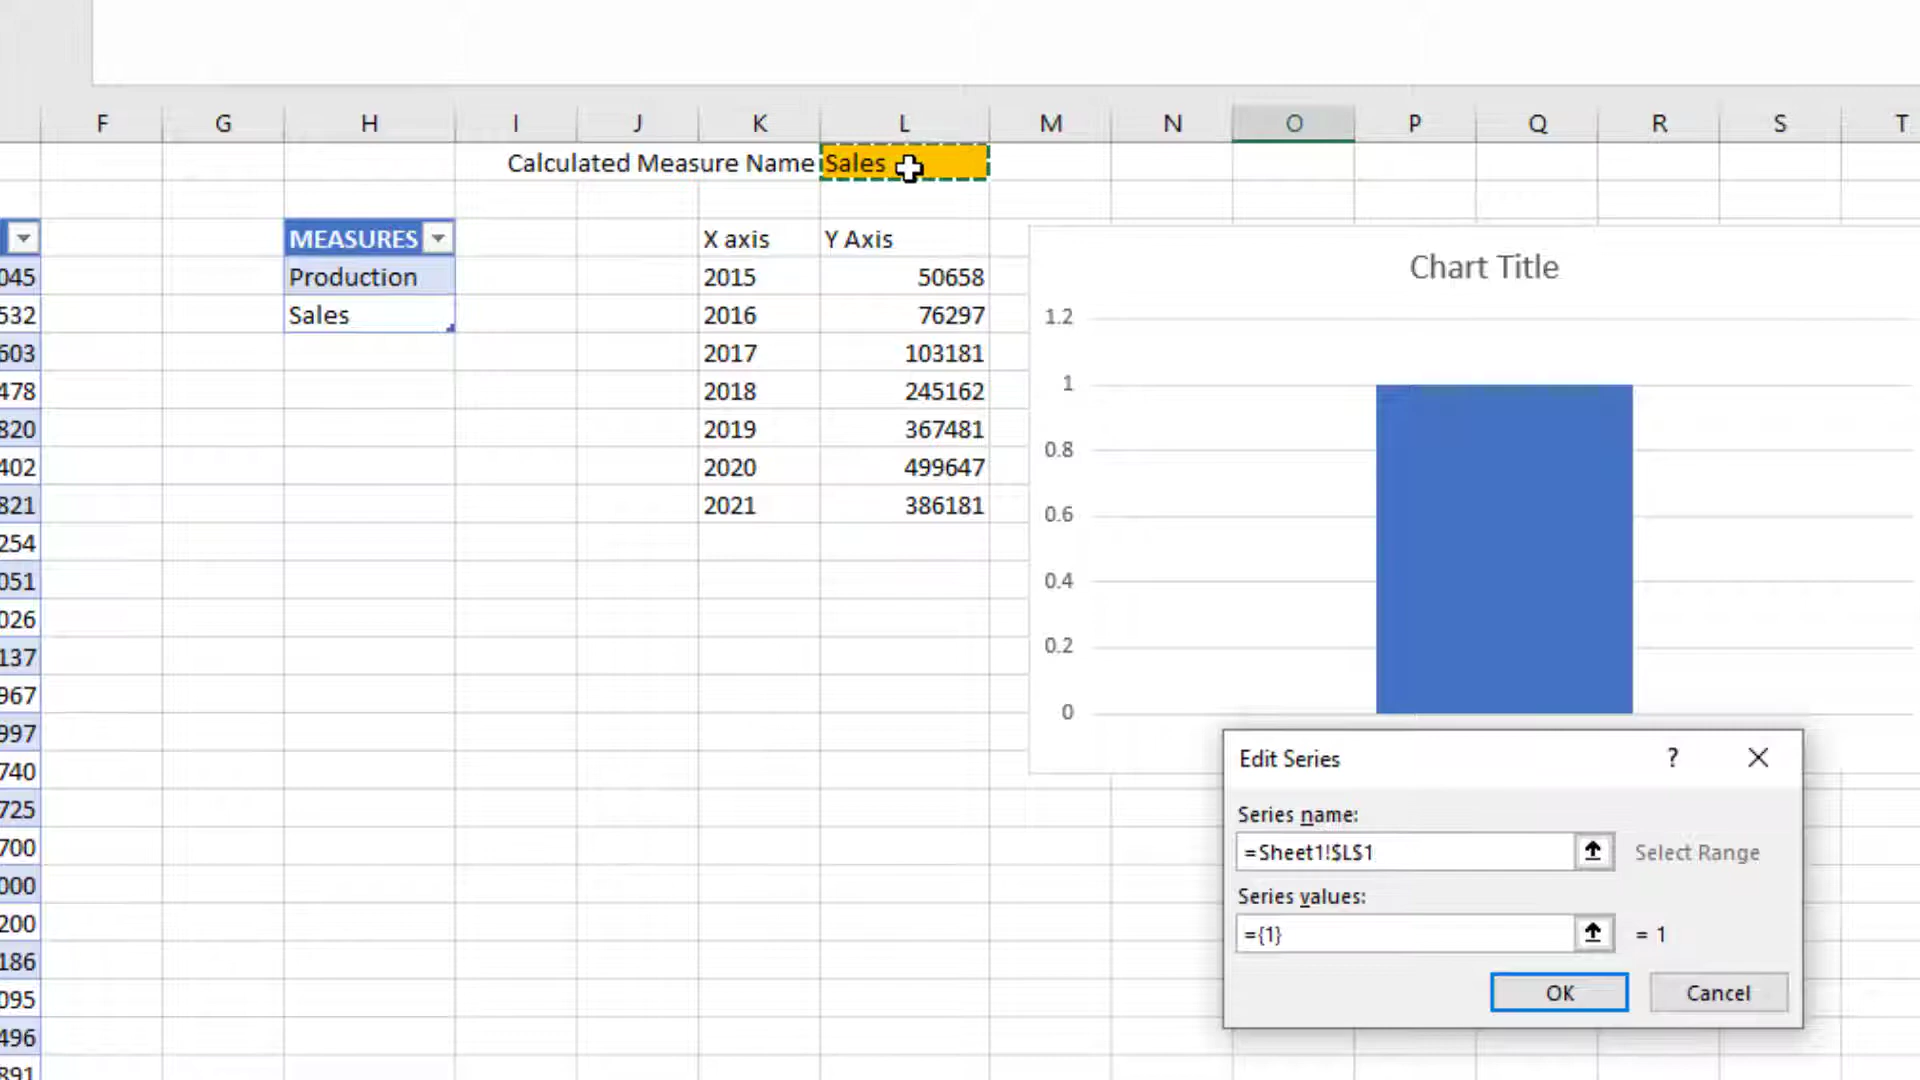 F G H I J K L M N O P Q R S T
Calculated Measure Name Sales
MEASURES X axis Y Axis
045 Production 2015 50658
532 Sales 2016 76297
603 2017 103181
478 2018 245162
820 2019 367481
402 2020 499647
821 2021 386181
254
051
026
137
967
997
740
725
700
000
200
186
095
496
891
Chart Title
1.2
1
0.8
0.6
0.4
0.2
0
Edit Series ?
Series name:
=Sheet1!$L$1 Select Range
Series values:
={1} = 1
OK Cancel